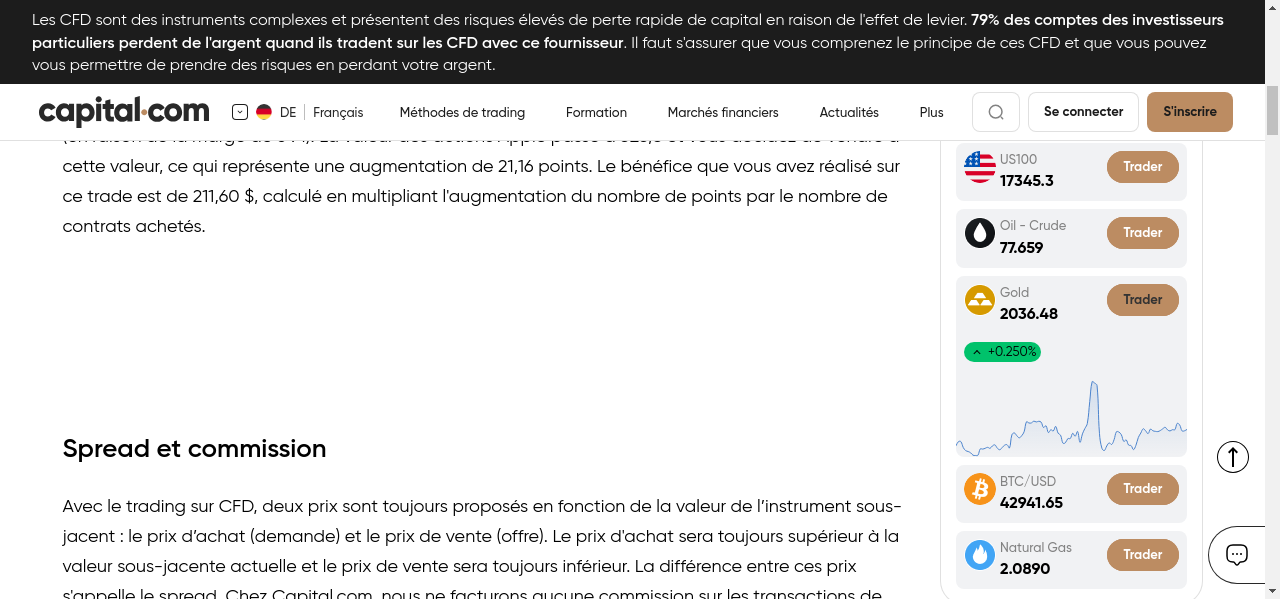 Les CFD sont des instruments complexes et présentent des risques élevés de perte rapide de capital en raison de l'effet de levier. 79% des comptes des investisseurs
particuliers perdent de l'argent quand ils tradent sur les CFD avec ce fournisseur. Il faut s'assurer que vous comprenez le principe de ces CFD et que vous pouvez
vous permettre de prendre des risques en perdant votre argent.
capital.com
DE
Français
Méthodes de trading
Formation
Marchés financiers
Actualités
Plus
Se connecter
S'inscrire
cette valeur, ce qui représente une augmentation de 21,16 points. Le bénéfice que vous avez réalisé sur
ce trade est de 211,60 $, calculé en multipliant l'augmentation du nombre de points par le nombre de
contrats achetés.
Spread et commission
Avec le trading sur CFD, deux prix sont toujours proposés en fonction de la valeur de l’instrument sous-
jacent : le prix d’achat (demande) et le prix de vente (offre). Le prix d'achat sera toujours supérieur à la
valeur sous-jacente actuelle et le prix de vente sera toujours inférieur. La différence entre ces prix
s'appelle le spread. Chez Capital.com, nous ne facturons aucune commission sur les transactions de
US100
17345.3
Trader
Oil - Crude
77.659
Trader
Gold
2036.48
Trader
+0.250%
BTC/USD
42941.65
Trader
Natural Gas
2.0890
Trader